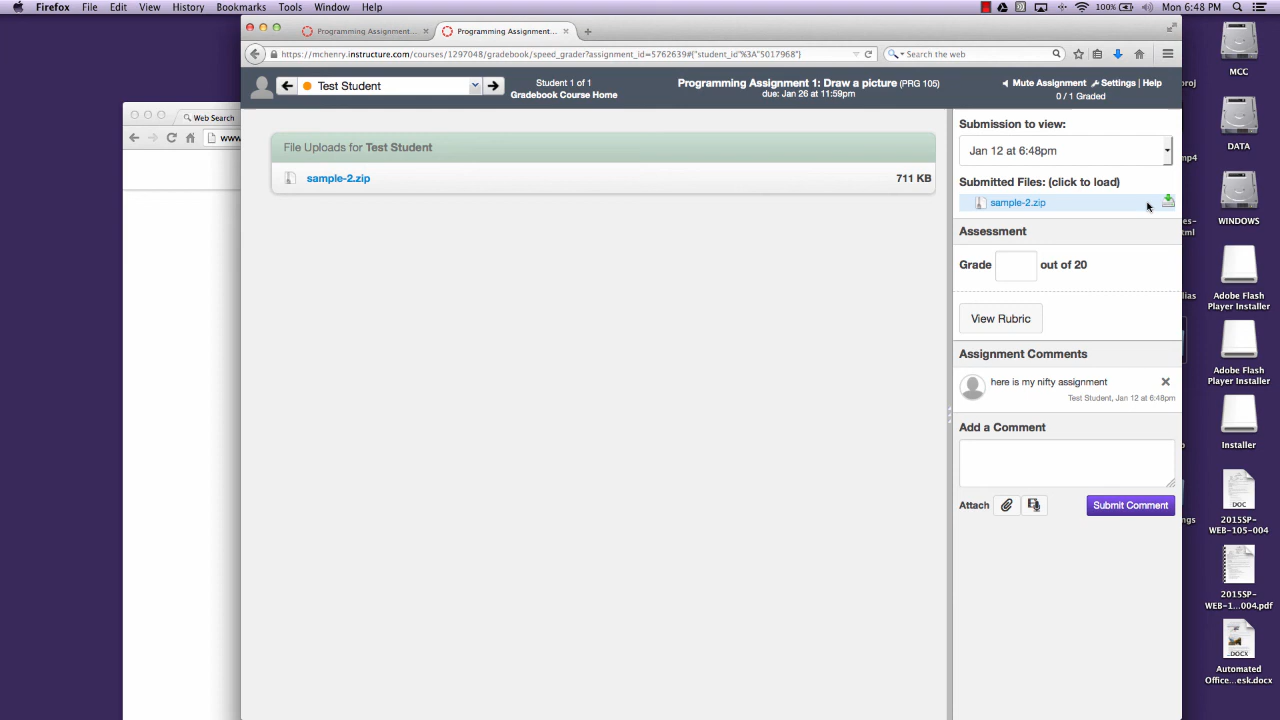 Firefox File Edit View History Bookmarks Tools Window Help
100% Mon 6:48 PM
Programming Assignment...
Programming Assignment...
https://mchenry.instructure.com/courses/1297048/gradebook/speed_grader?assignment_id=5762639#{"student_id"%3A"5017968"}
Search the web
Test Student
Student 1 of 1
Gradebook Course Home
Programming Assignment 1: Draw a picture (PRG 105)
due: Jan 26 at 11:59pm
Mute Assignment Settings | Help
0 / 1 Graded
Web Search
www
File Uploads for Test Student
sample-2.zip 711 KB
Submission to view:
Jan 12 at 6:48pm
Submitted Files: (click to load)
sample-2.zip
Assessment
Grade out of 20
View Rubric
Assignment Comments
here is my nifty assignment
Test Student, Jan 12 at 6:48pm
Add a Comment
Attach
Submit Comment
MCC
DATA
WINDOWS
Adobe Flash
Player Installer
Adobe Flash
Player Installer
Installer
DOC
2015SP-
WEB-105-004
2015SP-
WEB-1...004.pdf
DOCX
Automated
Office...esk.docx